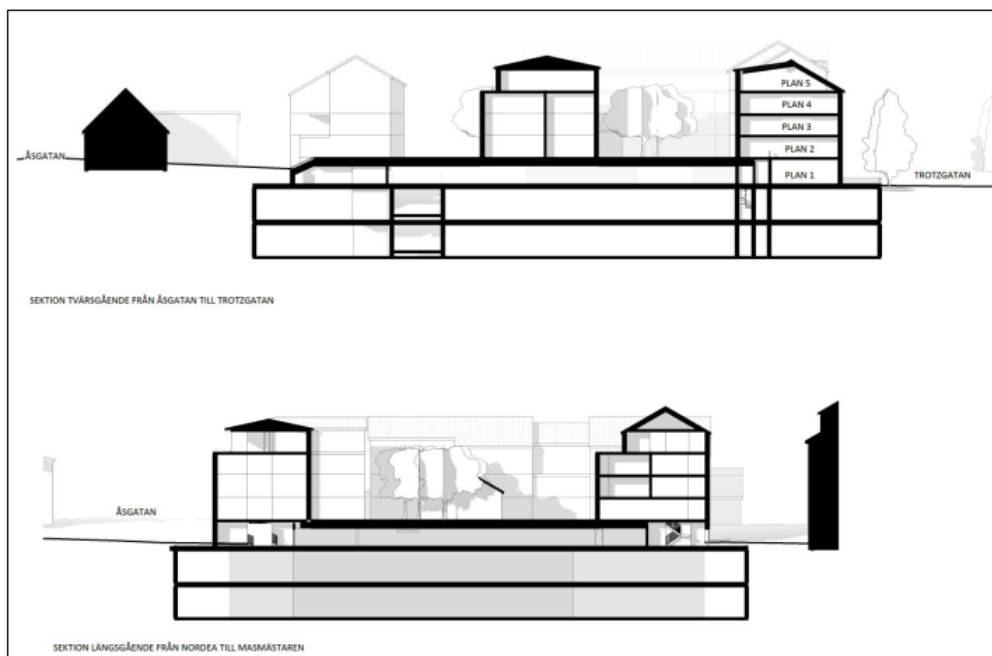 PLAN 5
PLAN 4
PLAN 3
PLAN 2
PLAN 1
ÅSGATAN
TROTZGATAN
SEKTION TVÄRSGÅENDE FRÅN ÅSGATAN TILL TROTZGATAN
ÅSGATAN
SEKTION LÄNGSGÅENDE FRÅN NORDEA TILL MASMÄSTAREN